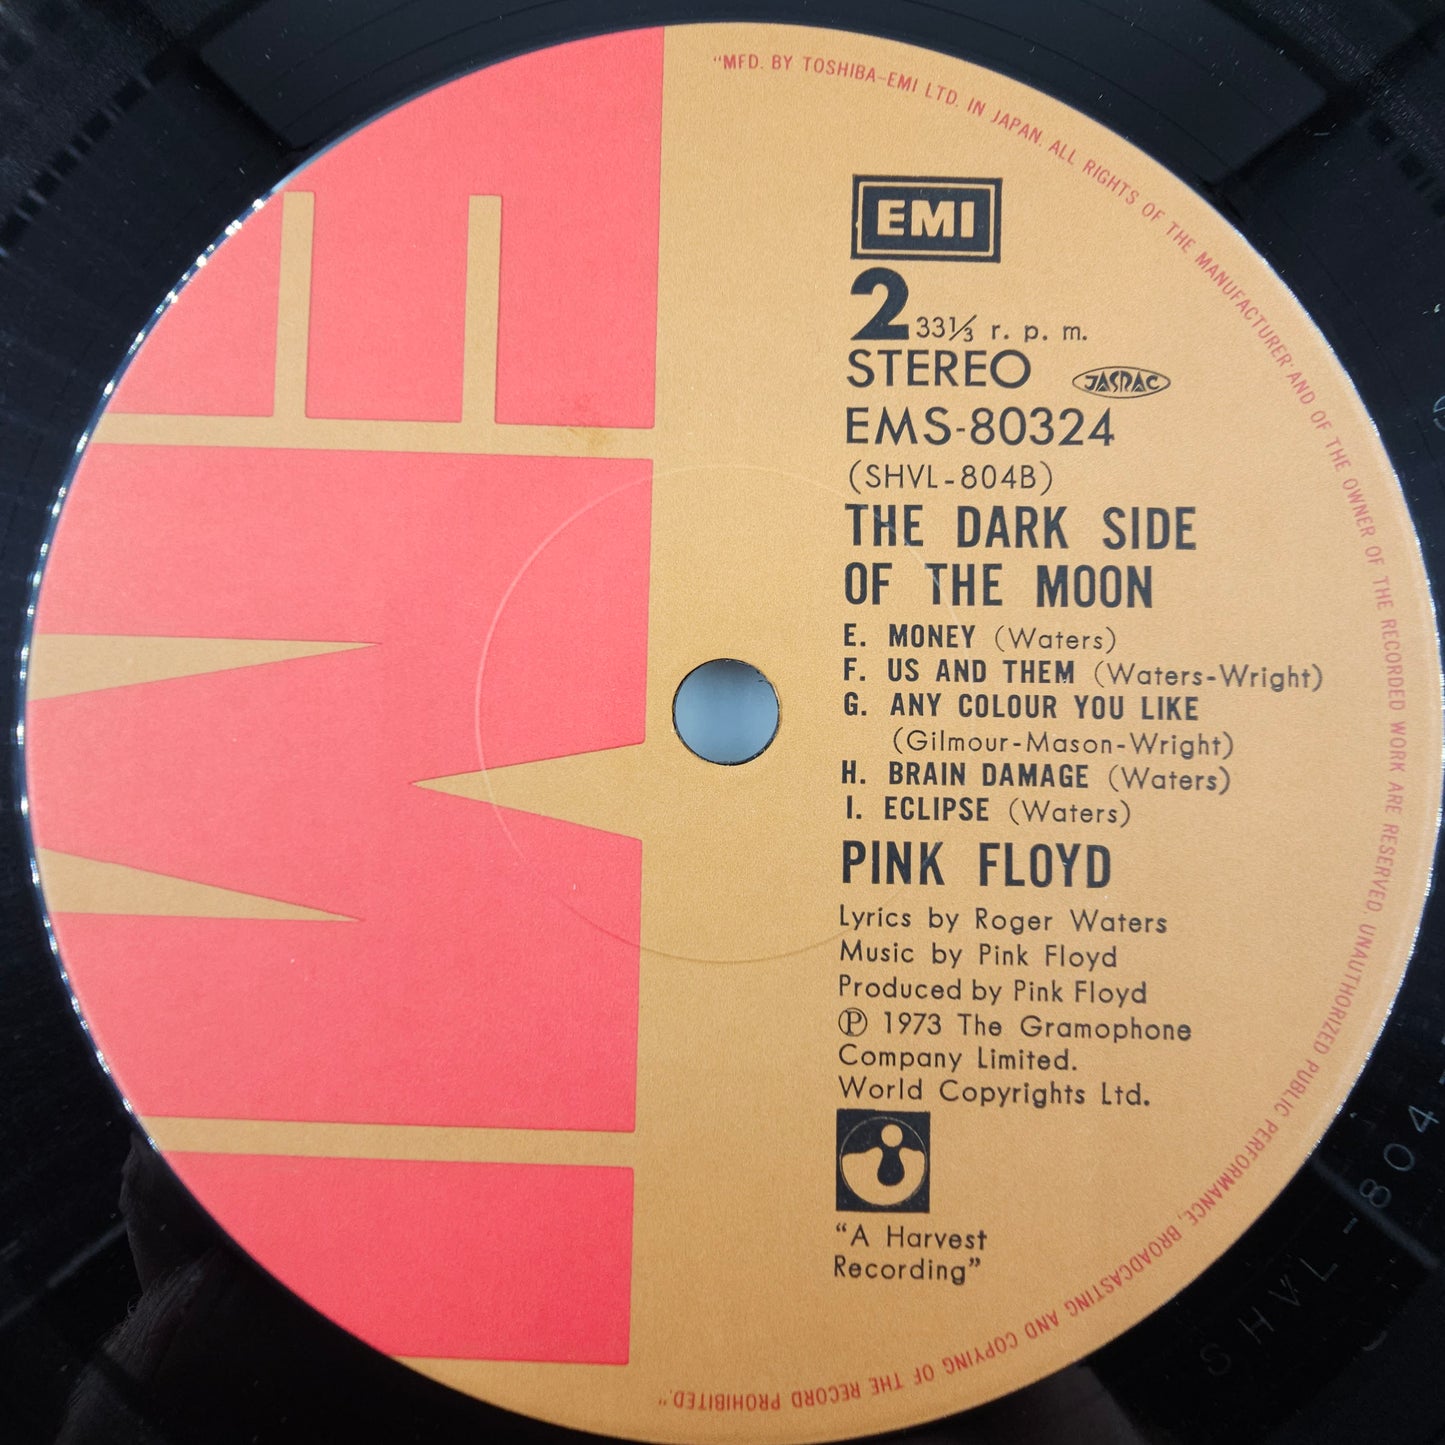 "MFD. BY TOSHIBA-EMI LTD. IN JAPAN. ALL RIGHTS OF THE MANUFACTURER AND OF THE OWNER OF THE RECORDED WORK ARE RESERVED. UNAUTHORIZED PUBLIC PERFORMANCE, BROADCASTING AND COPYING OF THE RECORD PROHIBITED."
EMI
2 33⅓ r. p. m.
STEREO JASRAC
EMS-80324
(SHVL-804B)
THE DARK SIDE
OF THE MOON
E. MONEY (Waters)
F. US AND THEM (Waters-Wright)
G. ANY COLOUR YOU LIKE
(Gilmour-Mason-Wright)
H. BRAIN DAMAGE (Waters)
I. ECLIPSE (Waters)
PINK FLOYD
Lyrics by Roger Waters
Music by Pink Floyd
Produced by Pink Floyd
℗ 1973 The Gramophone
Company Limited.
World Copyrights Ltd.
"A Harvest
Recording"
EMI
SHVL-804